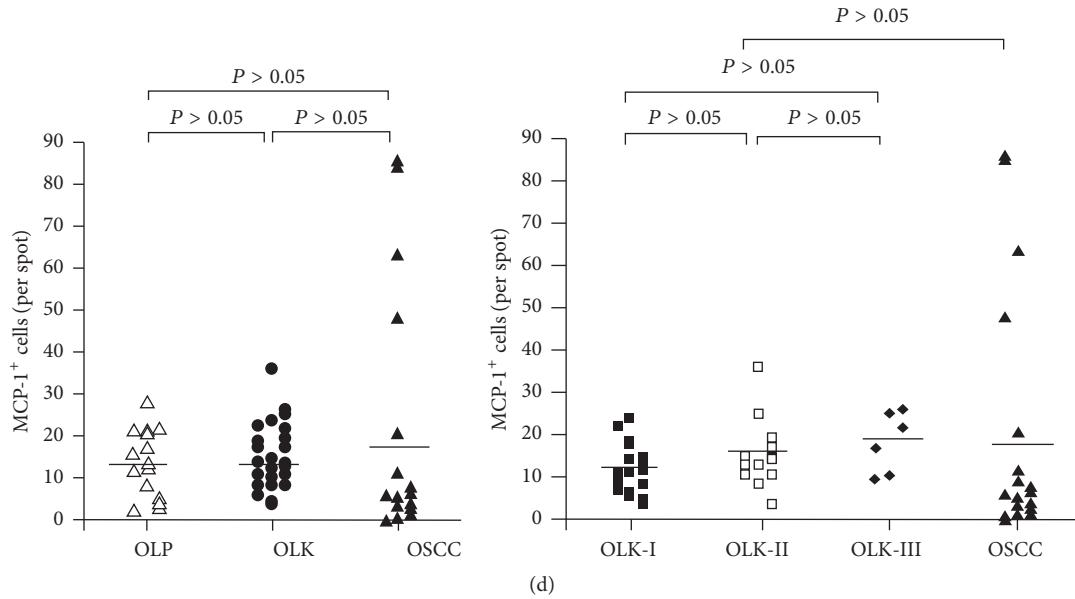 P > 0.05
P > 0.05 P > 0.05
MCP-1+ cells (per spot)
90
80
70
60
50
40
30
20
10
0
OLP OLK OSCC
P > 0.05
P > 0.05
P > 0.05 P > 0.05
MCP-1+ cells (per spot)
90
80
70
60
50
40
30
20
10
0
OLK-I OLK-II OLK-III OSCC
(d)